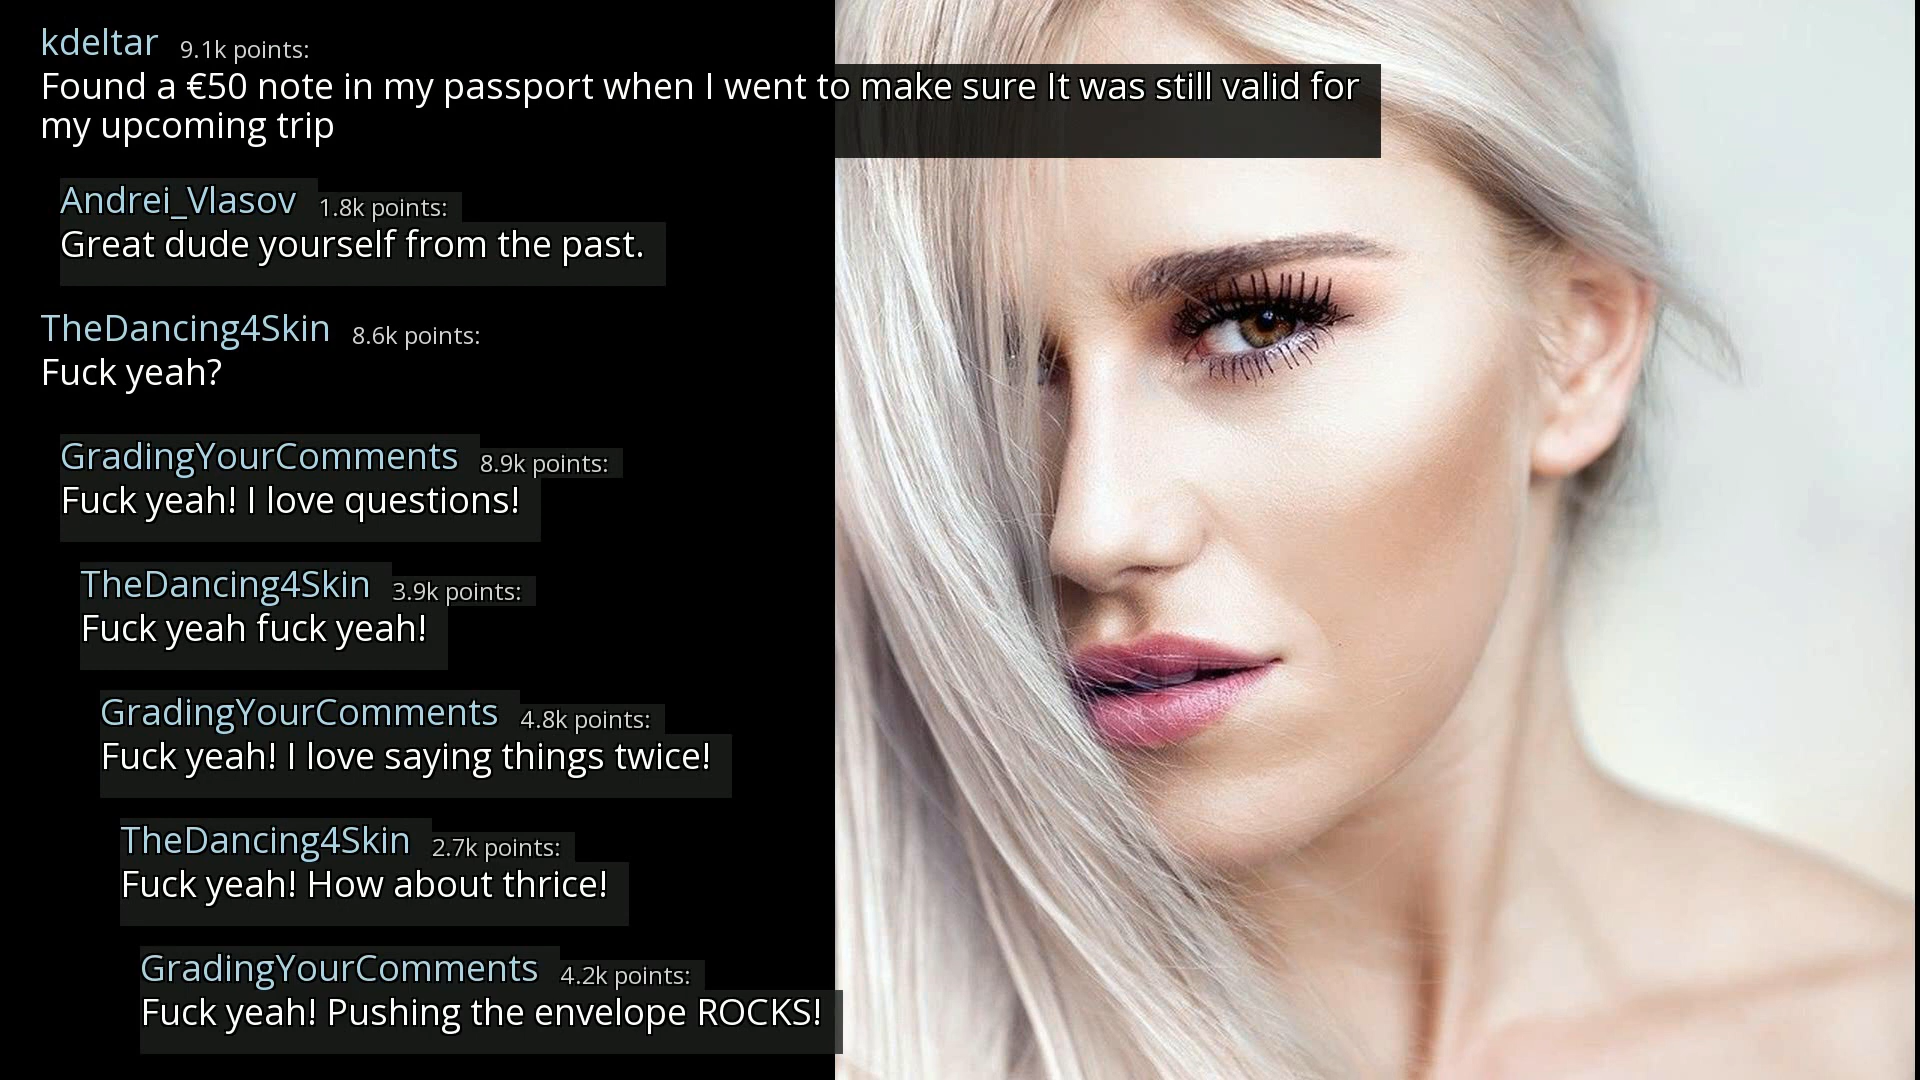 kdeltar 9.1k points:
Found a €50 note in my passport when I went to make sure It was still valid for
my upcoming trip
Andrei_Vlasov 1.8k points:
Great dude yourself from the past.
TheDancing4Skin 8.6k points:
Fuck yeah?
GradingYourComments 8.9k points:
Fuck yeah! I love questions!
TheDancing4Skin 3.9k points:
Fuck yeah fuck yeah!
GradingYourComments 4.8k points:
Fuck yeah! I love saying things twice!
TheDancing4Skin 2.7k points:
Fuck yeah! How about thrice!
GradingYourComments 4.2k points:
Fuck yeah! Pushing the envelope ROCKS!